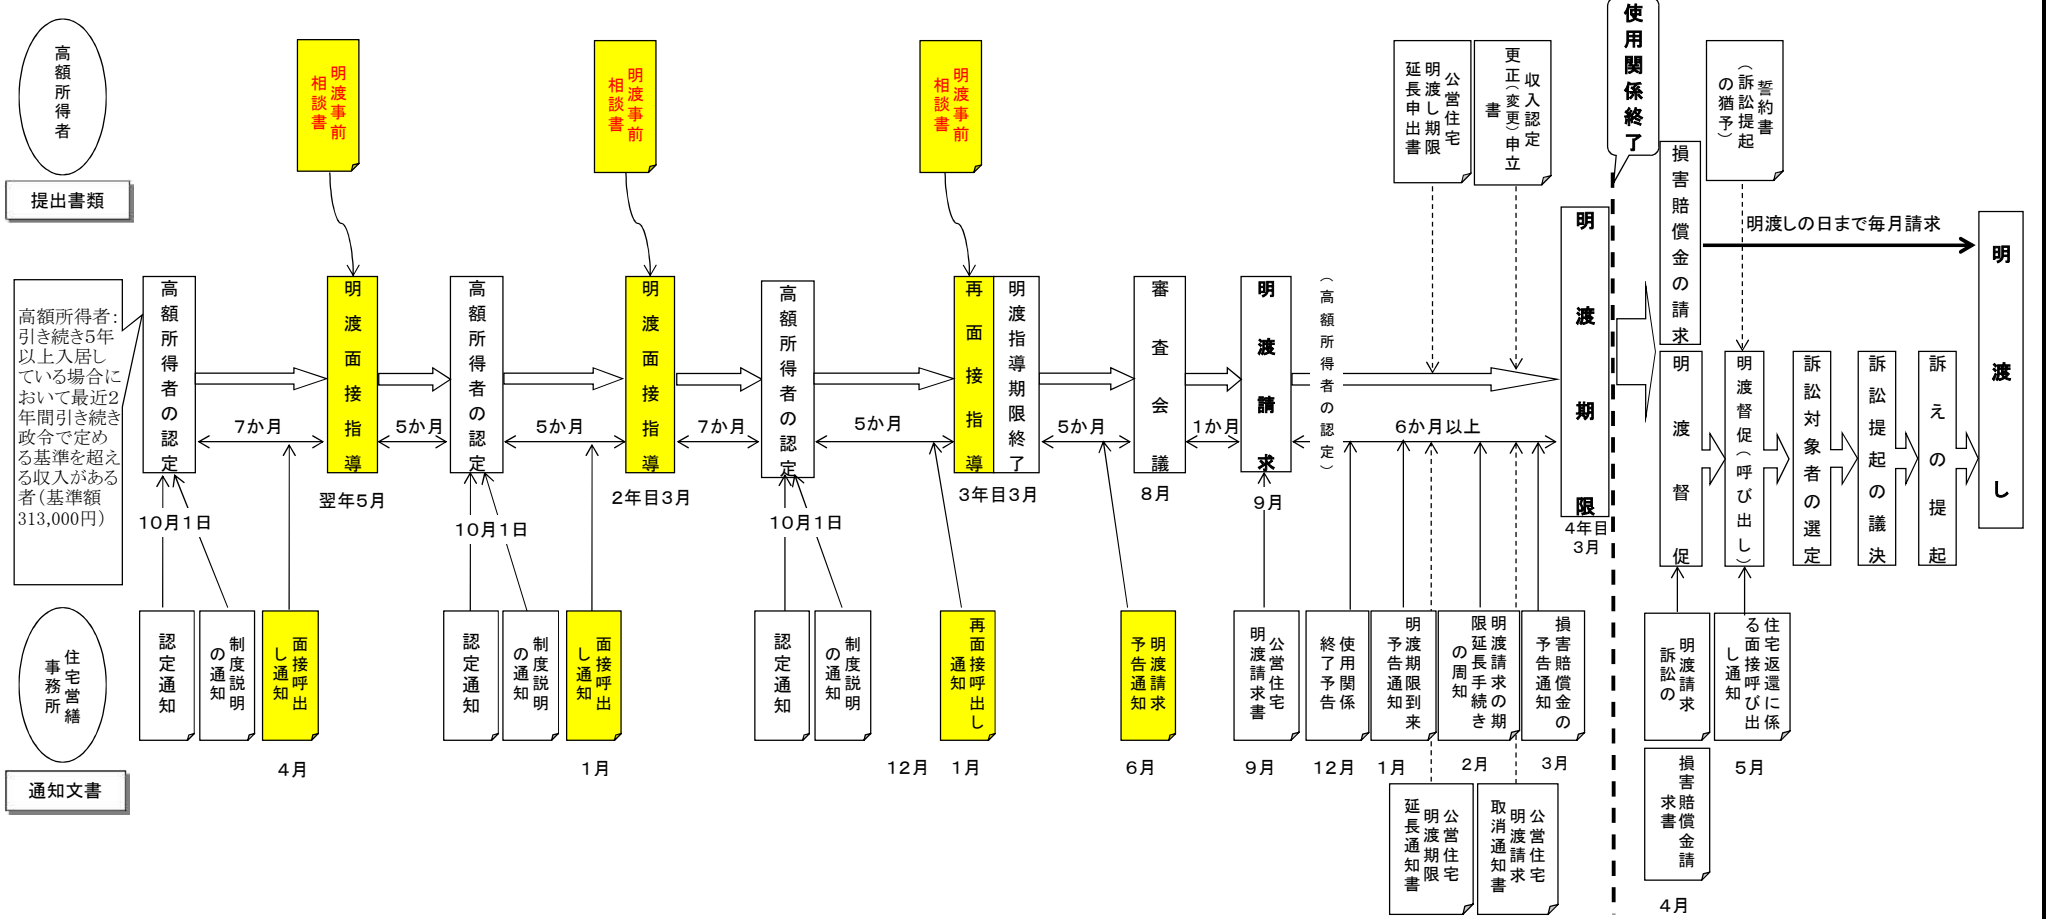 高額所得者
提出書類
明渡事前
相談書
明渡事前
相談書
明渡事前
相談書
公営住宅
明渡し期限
延長申出書
収入認定
更正(変更)申立
書
使用関係終了
誓約書
(訴訟提起
の猶予)
高額所得者:
引き続き5年
以上入居し
ている場合に
おいて最近2
年間引き続き
政令で定め
る基準を超え
る収入がある
者(基準額
313,000円)
高額所得者の認定
7か月
10月1日
明渡面接指導
翌年5月
5か月
高額所得者の認定
5か月
10月1日
明渡面接指導
2年目3月
7か月
高額所得者の認定
5か月
10月1日
再面接指導
明渡指導期限終了
3年目3月
5か月
審査会議
8月
1か月
明渡請求
9月
(高額所得者の認定)
6か月以上
明渡期限
4年目
3月
損害賠償金の請求
明渡しの日まで毎月請求
明渡督促
明渡督促(呼び出し)
訴訟対象者の選定
訴訟提起の議決
訴えの提起
明渡し
住宅営繕
事務所
通知文書
認定通知
制度説明
の通知
面接呼出
し通知
4月
認定通知
制度説明
の通知
面接呼出
し通知
1月
認定通知
制度説明
の通知
12月
再面接呼出し
通知
1月
明渡請求
予告通知
6月
公営住宅
明渡請求書
9月
使用関係
終了予告
12月
明渡期限到来
予告通知
1月
明渡請求の期
限延長手続き
の周知
2月
損害賠償金の
予告通知
3月
公営住宅
明渡期限
延長通知書
公営住宅
明渡請求
取消通知書
明渡請求
訴訟の
住宅返還に係
る面接呼び出
し通知
5月
損害賠償金請
求書
4月